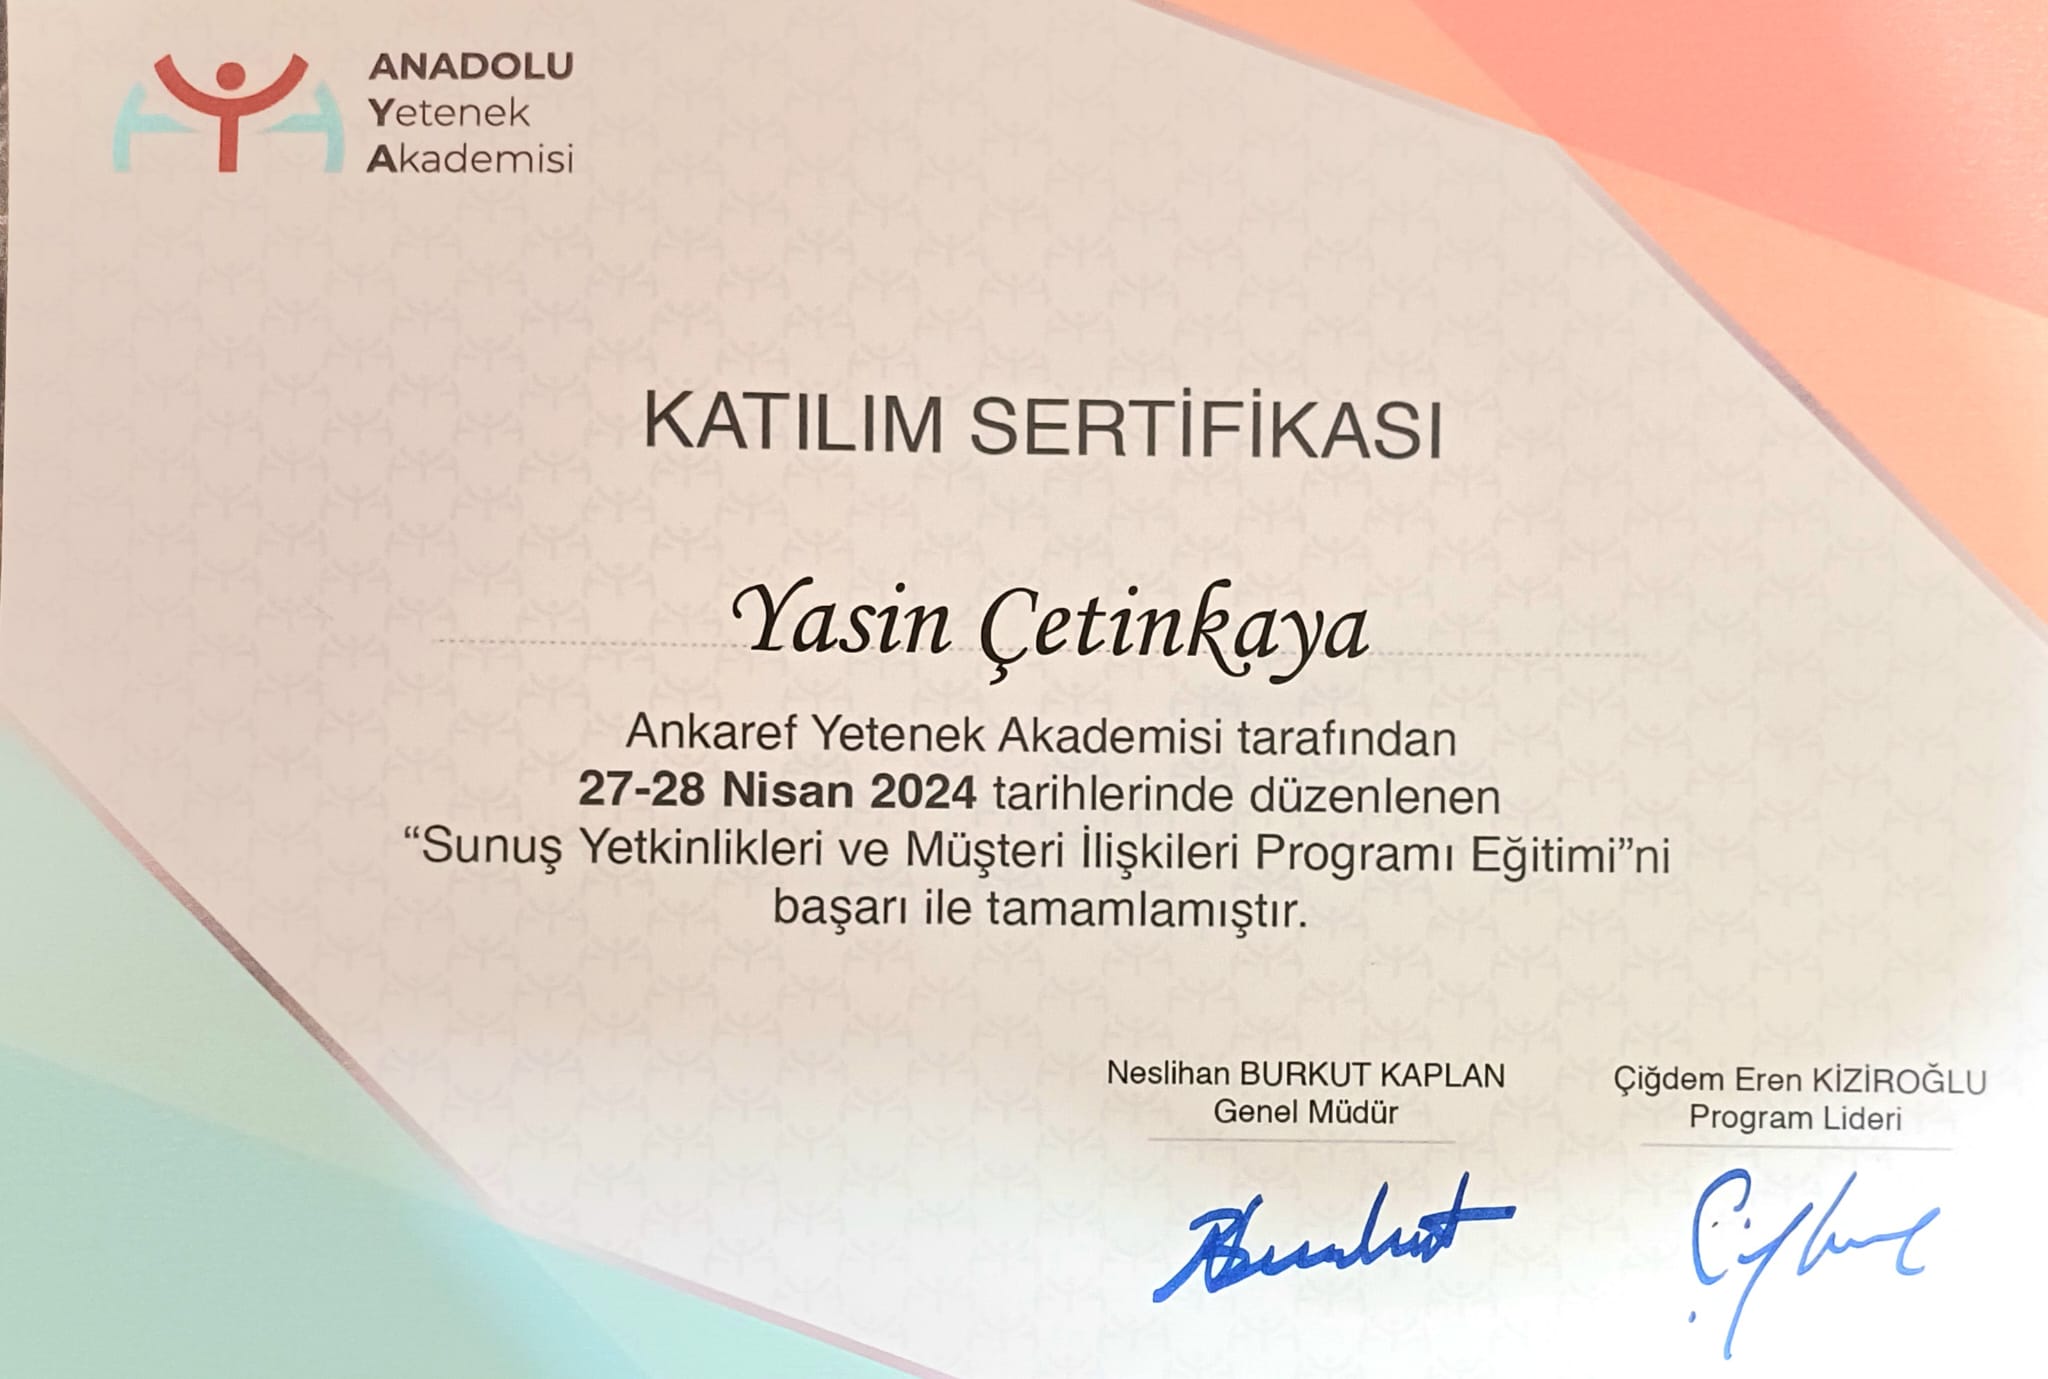 ANADOLU
Yetenek
Akademisi
KATILIM SERTİFİKASI
Yasin Çetinkaya
Ankaref Yetenek Akademisi tarafından
27-28 Nisan 2024 tarihlerinde düzenlenen
“Sunuş Yetkinlikleri ve Müşteri İlişkileri Programı Eğitimi”ni
başarı ile tamamlamıştır.
Neslihan BURKUT KAPLAN
Genel Müdür
Çiğdem Eren KİZİROĞLU
Program Lideri